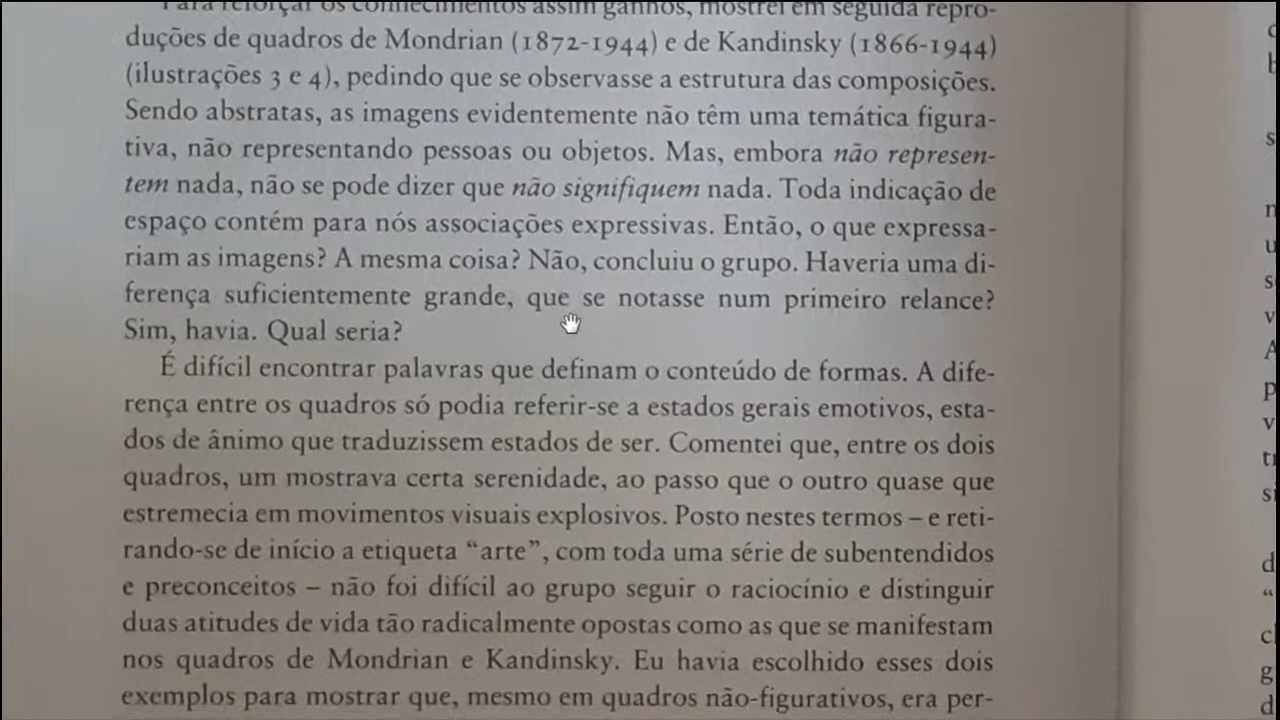 Para reforçar os conhecimentos assim ganhos, mostrei em seguida repro-
duções de quadros de Mondrian (1872-1944) e de Kandinsky (1866-1944)
(ilustrações 3 e 4), pedindo que se observasse a estrutura das composições.
Sendo abstratas, as imagens evidentemente não têm uma temática figura-
tiva, não representando pessoas ou objetos. Mas, embora não represen-
tem nada, não se pode dizer que não signifiquem nada. Toda indicação de
espaço contém para nós associações expressivas. Então, o que expressa-
riam as imagens? A mesma coisa? Não, concluiu o grupo. Haveria uma di-
ferença suficientemente grande, que se notasse num primeiro relance?
Sim, havia. Qual seria?
É difícil encontrar palavras que definam o conteúdo de formas. A dife-
rença entre os quadros só podia referir-se a estados gerais emotivos, esta-
dos de ânimo que traduzissem estados de ser. Comentei que, entre os dois
quadros, um mostrava certa serenidade, ao passo que o outro quase que
estremecia em movimentos visuais explosivos. Posto nestes termos – e reti-
rando-se de início a etiqueta “arte”, com toda uma série de subentendidos
e preconceitos – não foi difícil ao grupo seguir o raciocínio e distinguir
duas atitudes de vida tão radicalmente opostas como as que se manifestam
nos quadros de Mondrian e Kandinsky. Eu havia escolhido esses dois
exemplos para mostrar que, mesmo em quadros não-figurativos, era per-